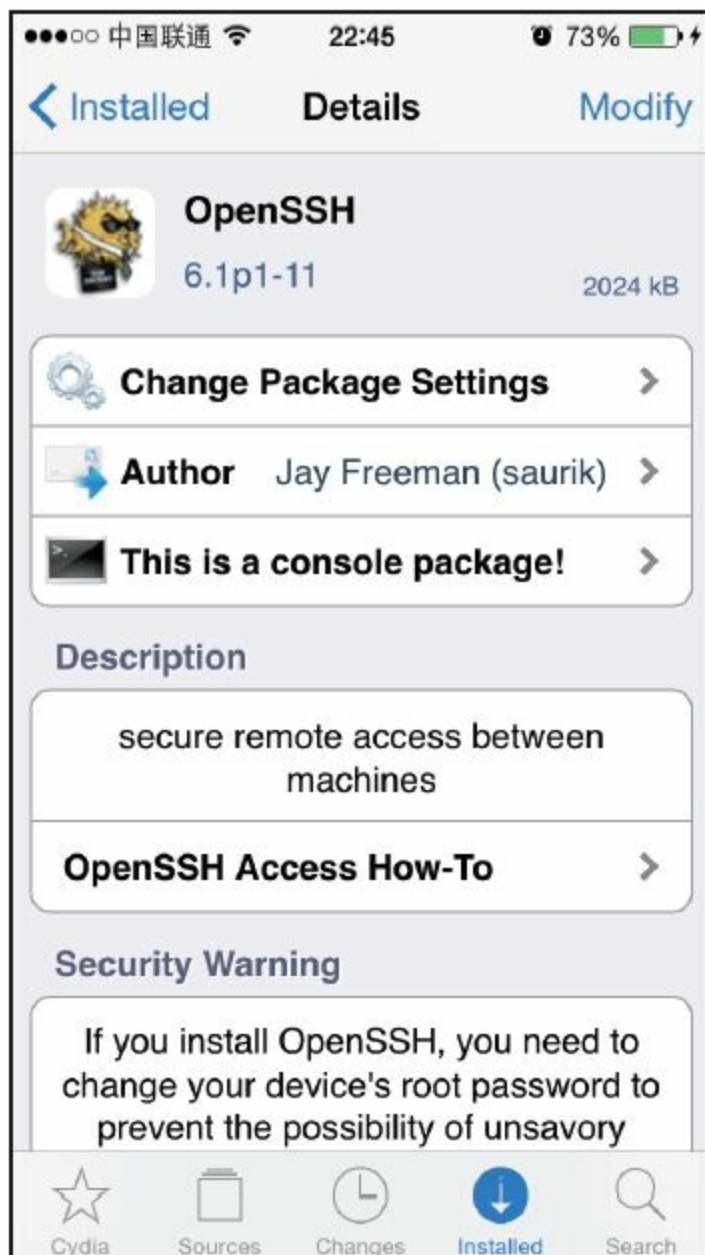 中国联通 22:45 73%
Installed Details Modify
OpenSSH
6.1p1-11 2024 kB
Change Package Settings
Author Jay Freeman (saurik)
This is a console package!
Description
secure remote access between
machines
OpenSSH Access How-To
Security Warning
If you install OpenSSH, you need to
change your device's root password to
prevent the possibility of unsavory
Cydia Sources Changes Installed Search